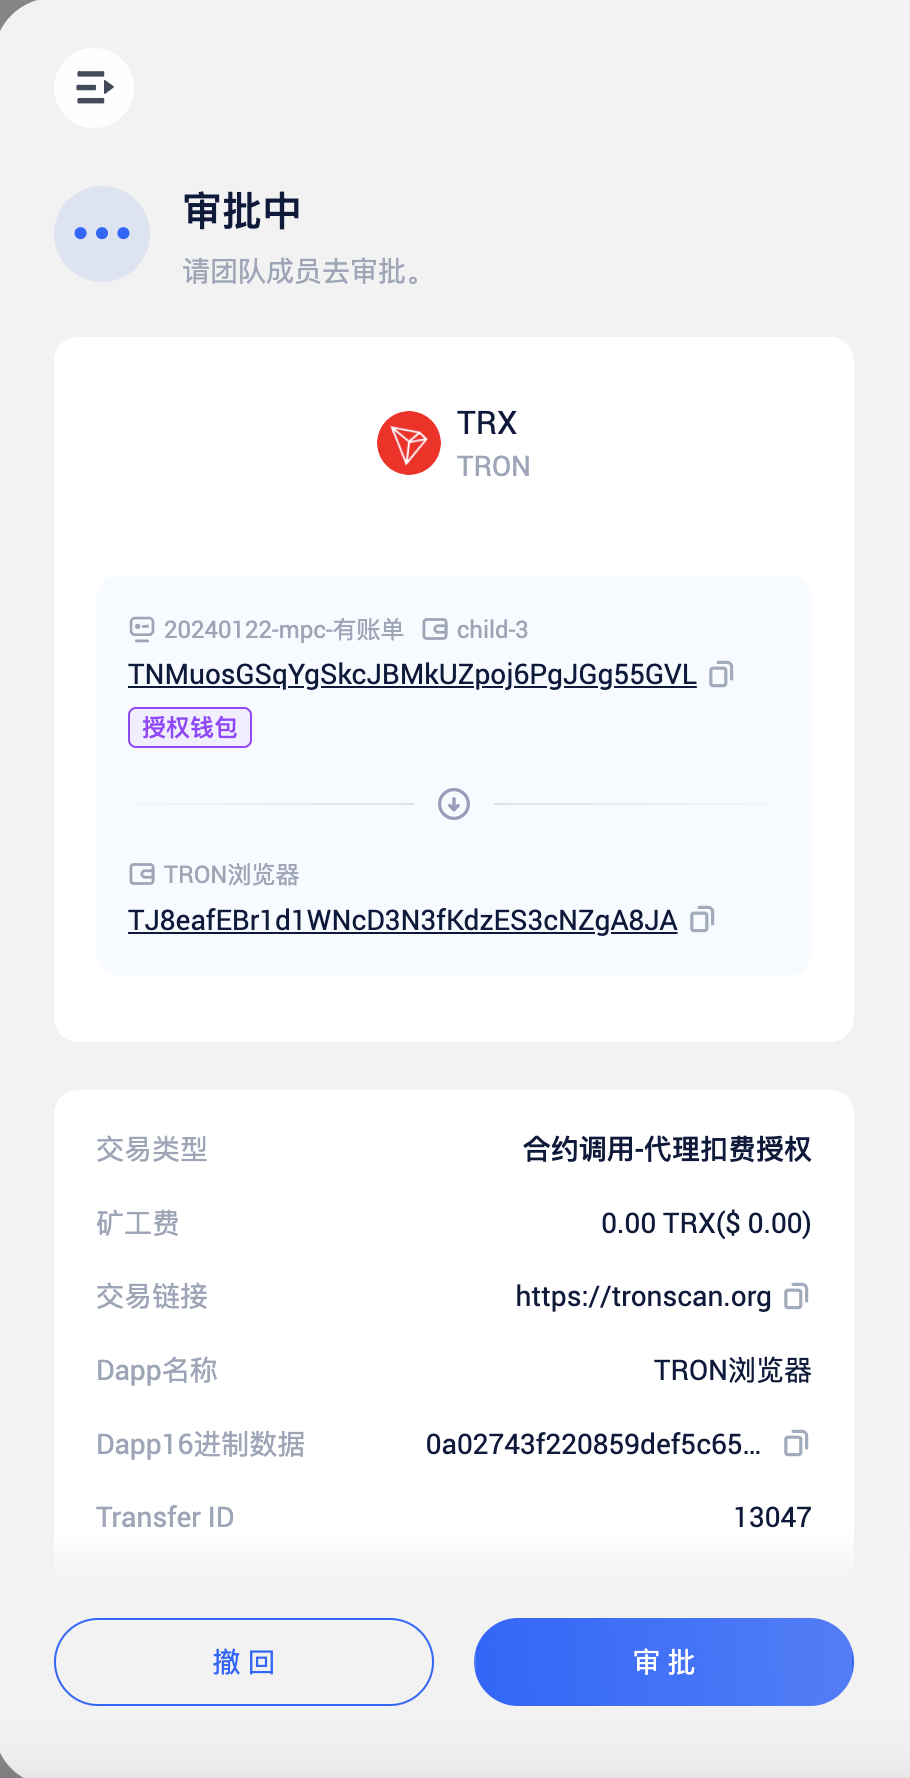 审批中
请团队成员去审批。
TRX
TRON
20240122-mpc-有账单 child-3
TNMuosGSqYgSkcJBMkUZpoj6PgJGg55GVL
授权钱包
TRON浏览器
TJ8eafEBr1d1WNcD3N3fKdzES3cNZgA8JA
交易类型 合约调用-代理扣费授权
矿工费 0.00 TRX($ 0.00)
交易链接 https://tronscan.org
Dapp名称 TRON浏览器
Dapp16进制数据 0a02743f220859def5c65...
Transfer ID 13047
撤回 审批